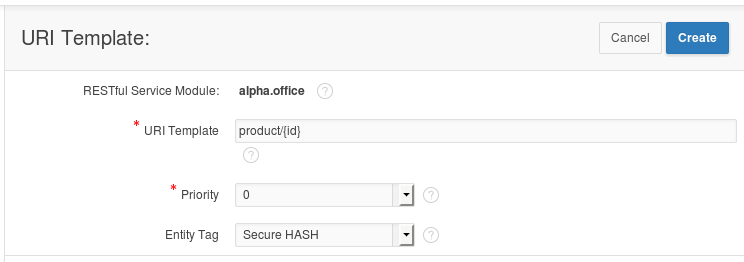 URI Template:
Cancel
Create
RESTful Service Module: alpha.office ?
* URI Template product/{id}
?
* Priority 0 ?
Entity Tag Secure HASH ?